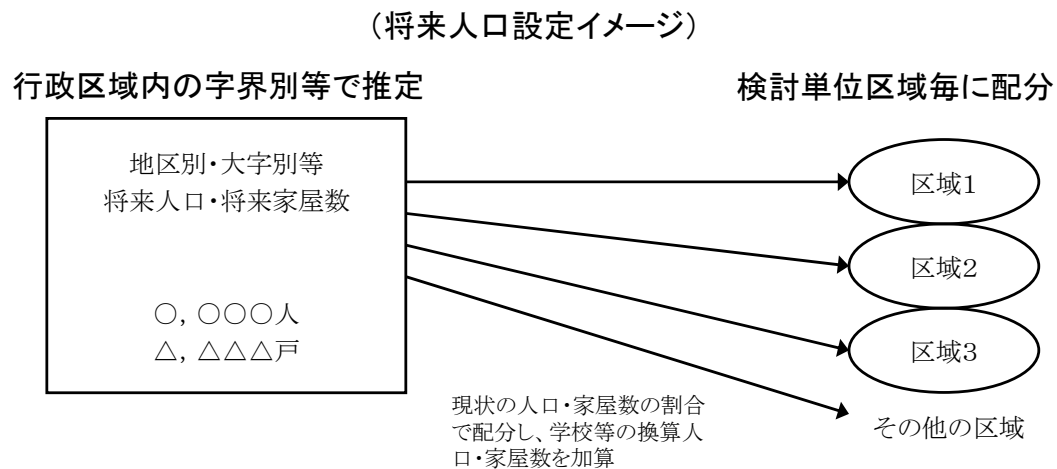 （将来人口設定イメージ）
行政区域内の字界別等で推定
検討単位区域毎に配分
地区別・大字別等
将来人口・将来家屋数
○，○○○人
△，△△△戸
区域１
区域２
区域３
その他の区域
現状の人口・家屋数の割合
で配分し、学校等の換算人
口・家屋数を加算